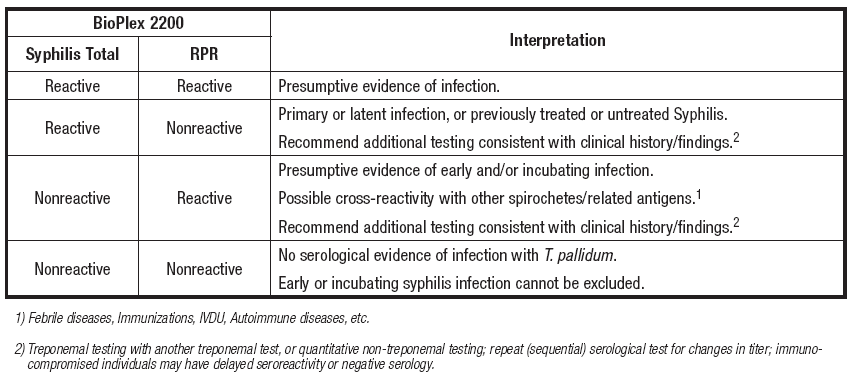 BioPlex 2200
Syphilis Total RPR Interpretation
Reactive Reactive Presumptive evidence of infection.
Reactive Nonreactive Primary or latent infection, or previously treated or untreated Syphilis.
Recommend additional testing consistent with clinical history/findings.2
Nonreactive Reactive Presumptive evidence of early and/or incubating infection.
Possible cross-reactivity with other spirochetes/related antigens.1
Recommend additional testing consistent with clinical history/findings.2
Nonreactive Nonreactive No serological evidence of infection with T. pallidum.
Early or incubating syphilis infection cannot be excluded.
1) Febrile diseases, Immunizations, IVDU, Autoimmune diseases, etc.
2) Treponemal testing with another treponemal test, or quantitative non-treponemal testing; repeat (sequential) serological test for changes in titer; immuno-
compromised individuals may have delayed seroreactivity or negative serology.